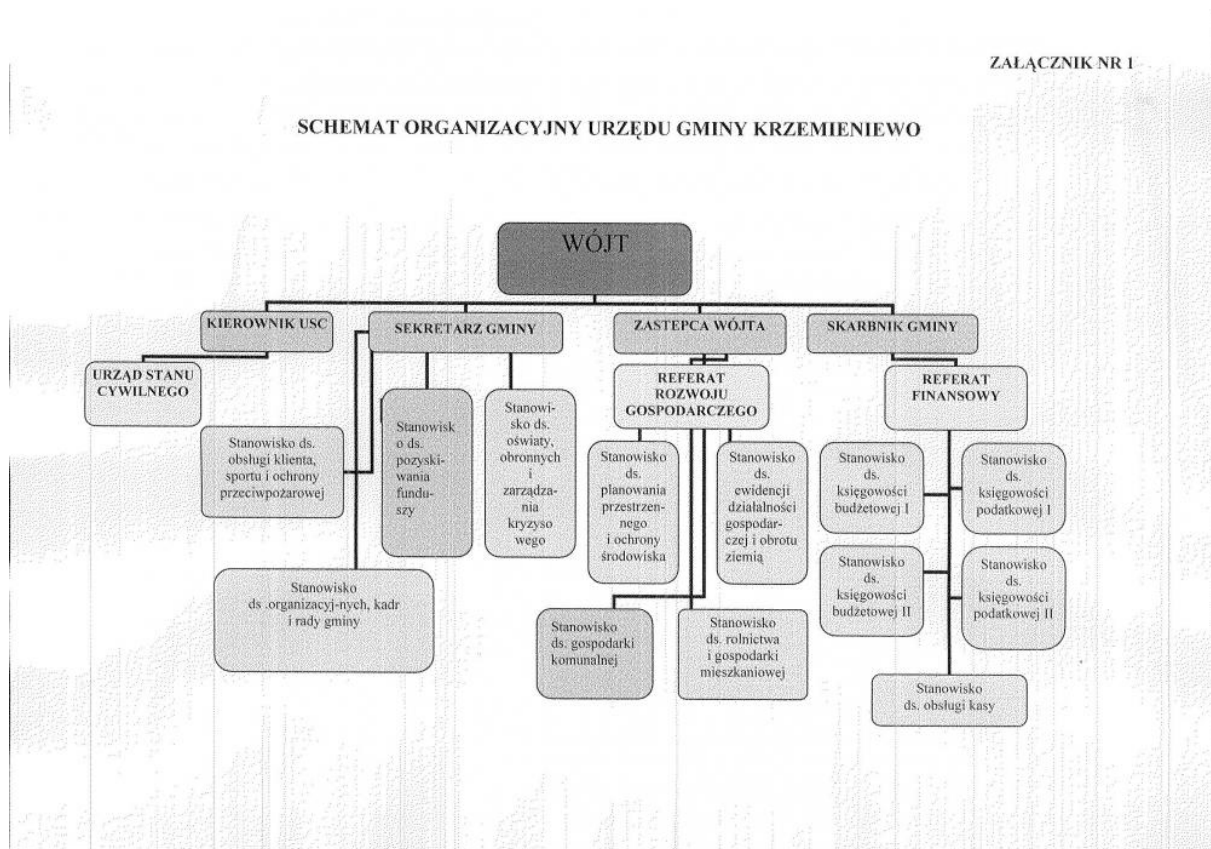 ZAŁĄCZNIK NR 1
SCHEMAT ORGANIZACYJNY URZĘDU GMINY KRZEMIENIEWO
WÓJT
KIEROWNIK USC
SEKRETARZ GMINY
ZASTEPCA WÓJTA
SKARBNIK GMINY
URZĄD STANU
CYWILNEGO
REFERAT
ROZWOJU
GOSPODARCZEGO
REFERAT
FINANSOWY
Stanowisko ds.
obsługi klienta,
sportu i ochrony
przeciwpożarowej
Stanowisk
o ds.
pozyski-
wania
fundu-
szy
Stanowi-
sko ds.
oświaty,
obronnych
i
zarządza-
nia
kryzyso
wego
Stanowisko
ds.
planowania
przestrzen-
nego
i ochrony
środowiska
Stanowisko
ds.
ewidencji
działalności
gospodar-
czej i obrotu
ziemią
Stanowisko
ds.
księgowości
budżetowej I
Stanowisko
ds.
księgowości
podatkowej I
Stanowisko
ds.
księgowości
budżetowej II
Stanowisko
ds.
księgowości
podatkowej II
Stanowisko
ds .organizacyj-nych, kadr
i rady gminy
Stanowisko
ds. gospodarki
komunalnej
Stanowisko
ds. rolnictwa
i gospodarki
mieszkaniowej
Stanowisko
ds. obsługi kasy